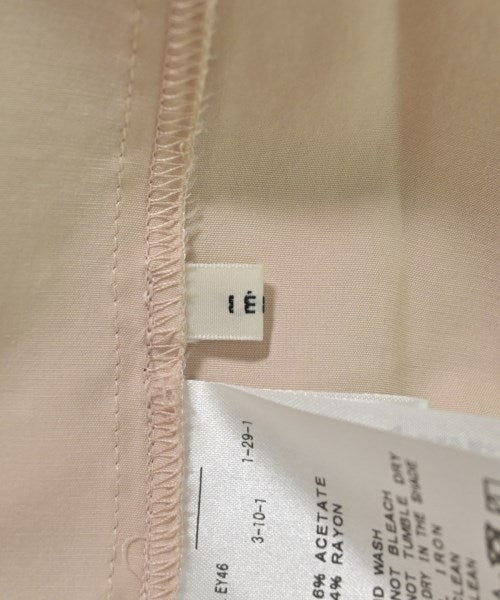 EY46
3-10-1
1-29-1
6% ACETATE
4% RAYON
D WASH
NOT BLEACH
NOT TUMBLE DRY
DRY IN THE SHADE
IRON
CLEAN
CLEAN